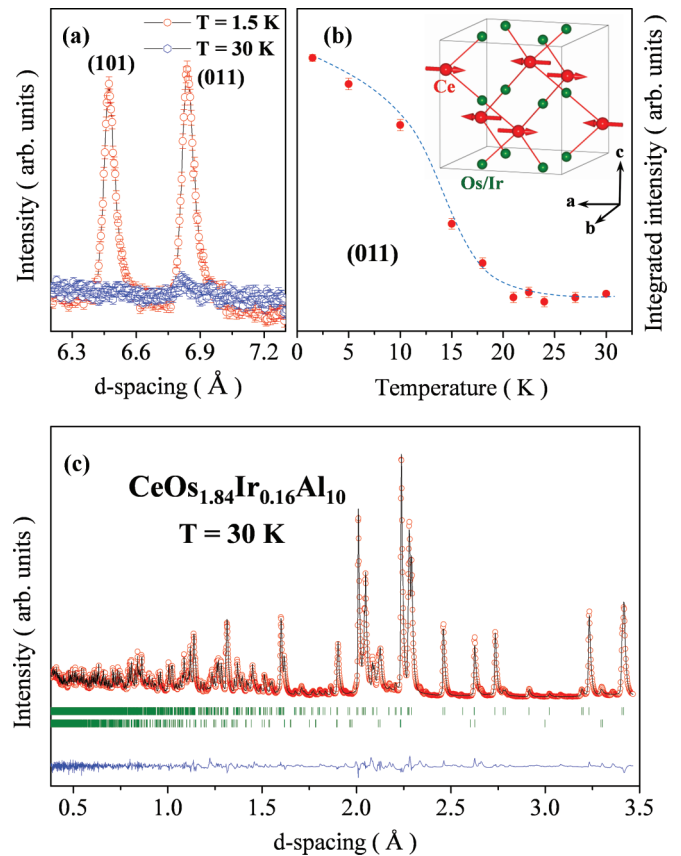 (a)
T = 1.5 K
T = 30 K
(101)
(011)
Intensity ( arb. units )
6.3 6.6 6.9 7.2
d-spacing ( Å )
(b)
Ce
Os/Ir
c
a
b
(011)
Integrated intensity ( arb. units )
0 5 10 15 20 25 30
Temperature ( K )
(c)
CeOs1.84Ir0.16Al10
T = 30 K
Intensity ( arb. units )
0.5 1.0 1.5 2.0 2.5 3.0 3.5
d-spacing ( Å )